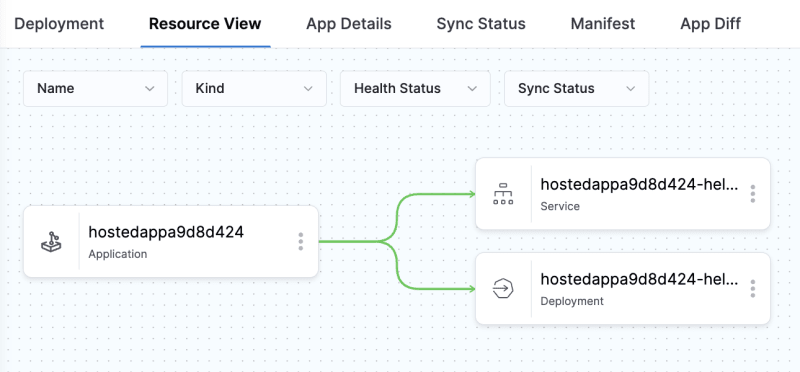 Deployment
Resource View
App Details
Sync Status
Manifest
App Diff
Name
Kind
Health Status
Sync Status
hostedappa9d8d424
Application
hostedappa9d8d424-hel...
Service
hostedappa9d8d424-hel...
Deployment